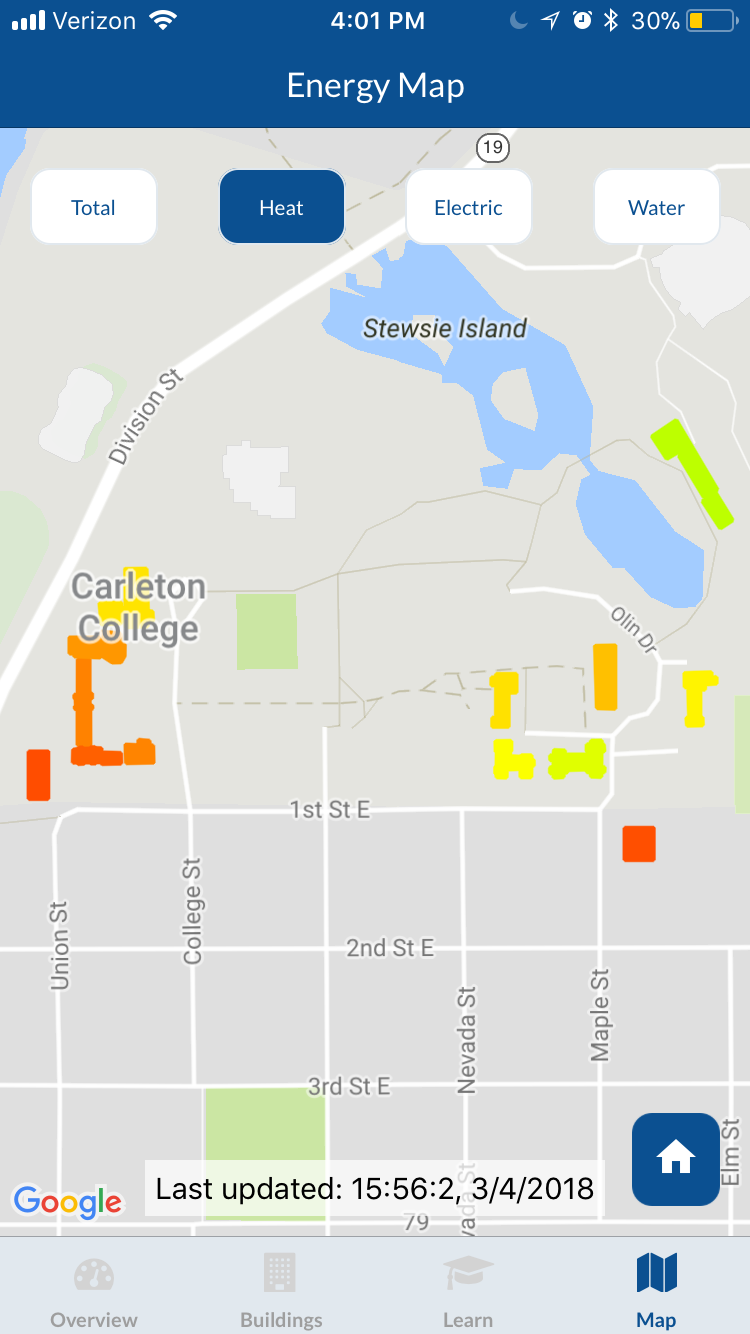 Verizon 4:01 PM 30%
Energy Map
19
Total Heat Electric Water
Stewsie Island
Division St
Carleton
College
Olin Dr
1st St E
College St
Union St
2nd St E
Maple St
Nevada St
3rd St E
Elm St
Google
Last updated: 15:56:2, 3/4/2018
vada St
79
Overview Buildings Learn Map